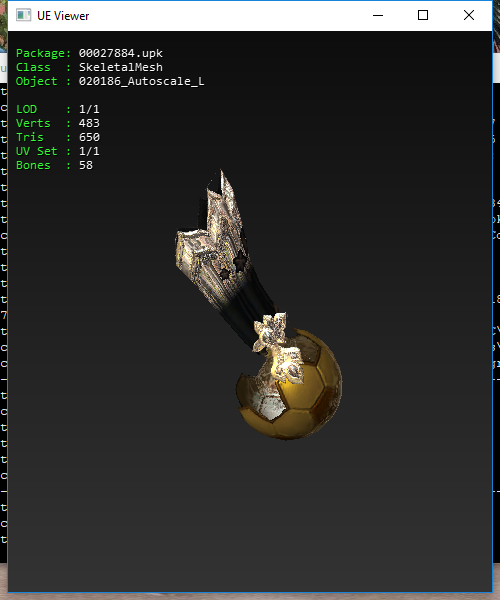 UE Viewer
Package: 00027884.upk
Class : SkeletalMesh
Object : 020186_Autoscale_L
LOD : 1/1
Verts : 483
Tris : 650
UV Set : 1/1
Bones : 58